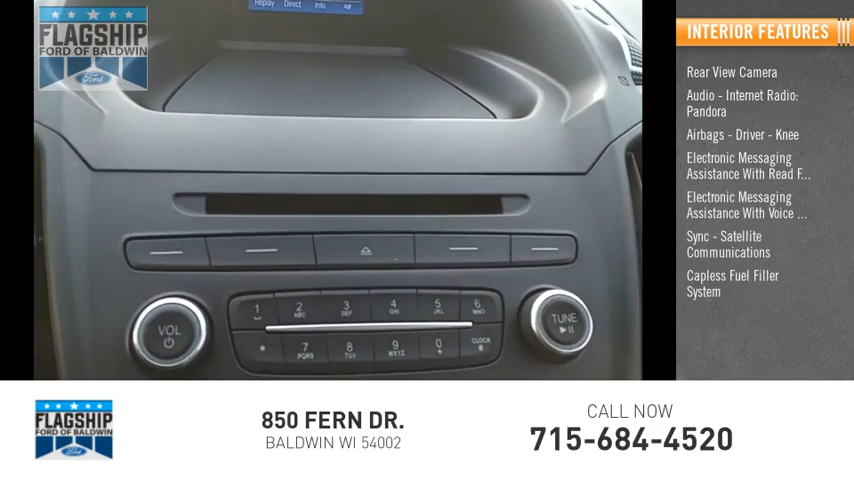 Replay Direct Info
FLAGSHIP
FORD OF BALDWIN
Ford
INTERIOR FEATURES
Rear View Camera
Audio - Internet Radio:
Pandora
Airbags - Driver - Knee
Electronic Messaging
Assistance With Read F...
Electronic Messaging
Assistance With Voice ...
Sync - Satellite
Communications
Capless Fuel Filler
System
VOL
1
2 ABC
3 DEF
4 GHI
5 JKL
6 MNO
*
7 PQRS
8 TUV
9 WXYZ
0 +
CLOCK
TUNE
FLAGSHIP
FORD OF BALDWIN
Ford
850 FERN DR.
BALDWIN WI 54002
CALL NOW
715-684-4520